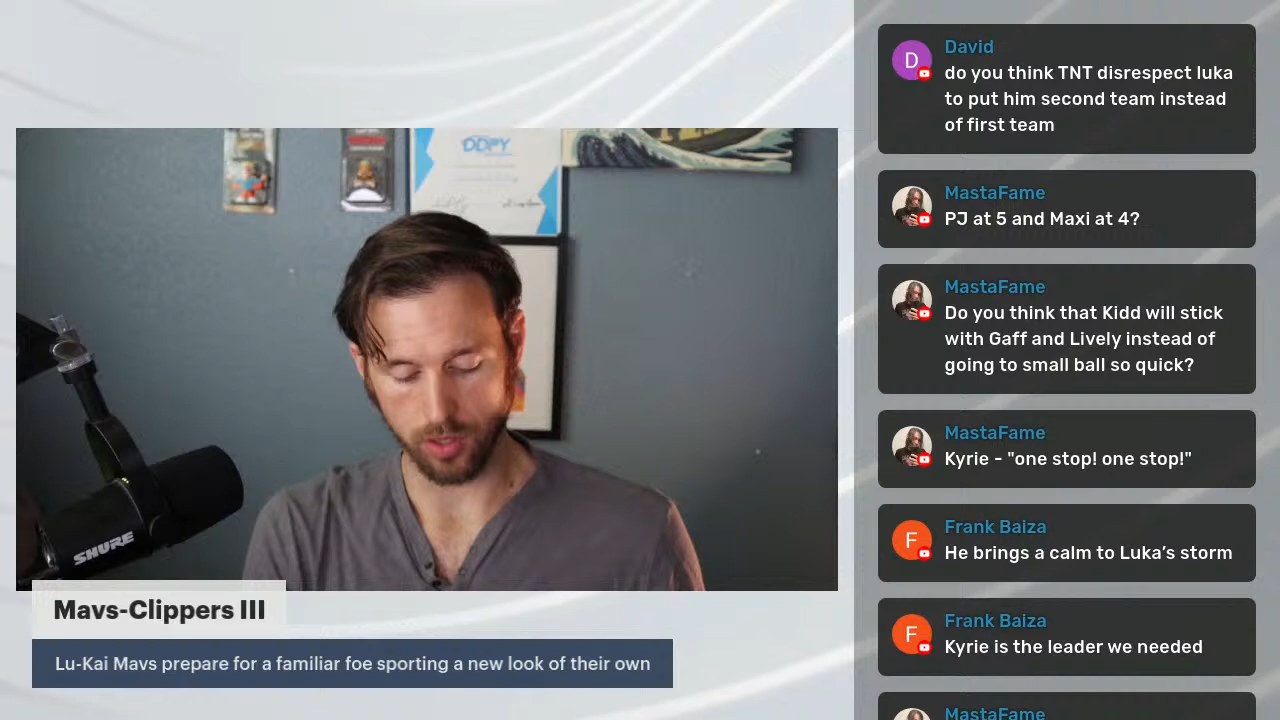 DDFY
SHURE
Mavs-Clippers III
Lu-Kai Mavs prepare for a familiar foe sporting a new look of their own
D
David
do you think TNT disrespect luka
to put him second team instead
of first team
MastaFame
PJ at 5 and Maxi at 4?
MastaFame
Do you think that Kidd will stick
with Gaff and Lively instead of
going to small ball so quick?
MastaFame
Kyrie - "one stop! one stop!"
F
Frank Baiza
He brings a calm to Luka’s storm
F
Frank Baiza
Kyrie is the leader we needed
MastaFame